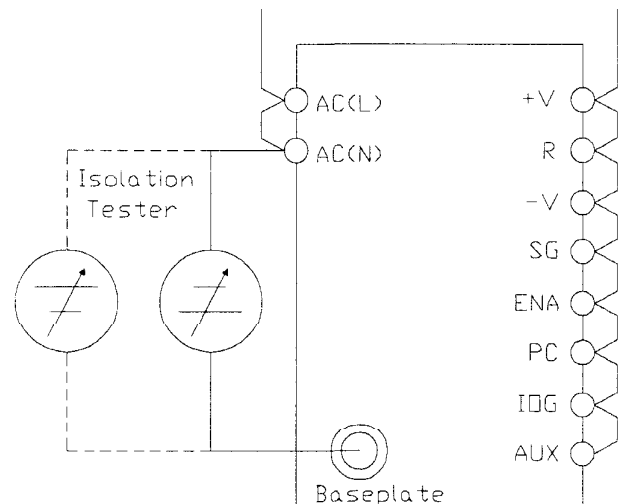 AC(L)
AC(N)
Isolation
Tester
+V
R
-V
SG
ENA
PC
IOG
AUX
Baseplate